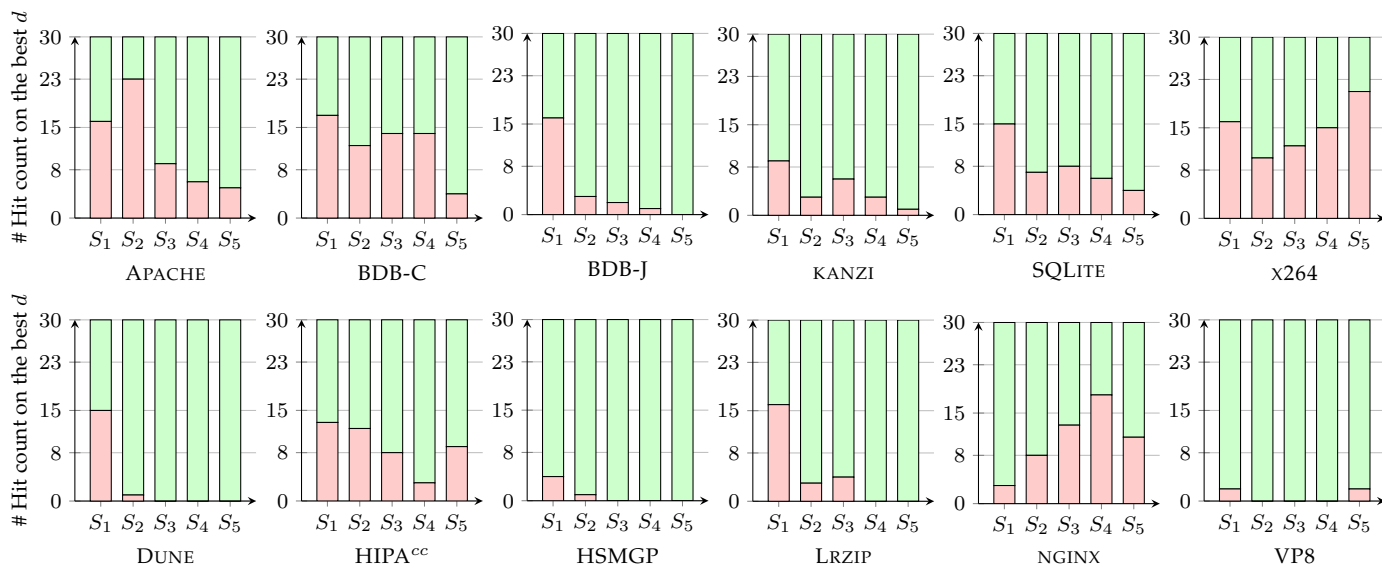 # Hit count on the best d
30 23 15 8 0
S1 S2 S3 S4 S5
APACHE
30 23 15 8 0
S1 S2 S3 S4 S5
BDB-C
30 23 15 8 0
S1 S2 S3 S4 S5
BDB-J
30 23 15 8 0
S1 S2 S3 S4 S5
KANZI
30 23 15 8 0
S1 S2 S3 S4 S5
SQLITE
30 23 15 8 0
S1 S2 S3 S4 S5
X264
# Hit count on the best d
30 23 15 8 0
S1 S2 S3 S4 S5
DUNE
30 23 15 8 0
S1 S2 S3 S4 S5
HIPAcc
30 23 15 8 0
S1 S2 S3 S4 S5
HSMGP
30 23 15 8 0
S1 S2 S3 S4 S5
LRZIP
30 23 15 8 0
S1 S2 S3 S4 S5
NGINX
30 23 15 8 0
S1 S2 S3 S4 S5
VP8